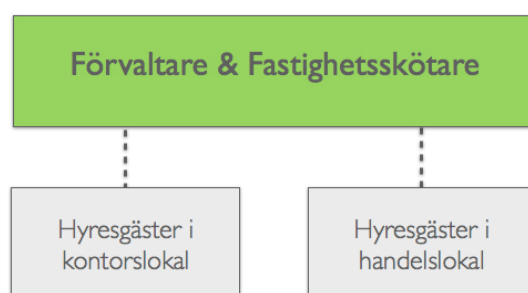 Förvaltare & Fastighetsskötare
Hyresgäster i
kontorslokal
Hyresgäster i
handelslokal